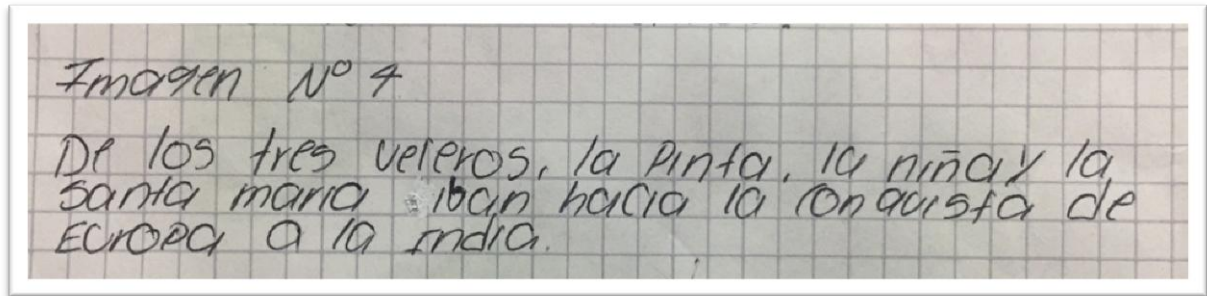 Imagen Nº 4
De los tres veleros, la Pinta, la niña y la
santa maria iban hacia la Conquista de
Europa a la India.